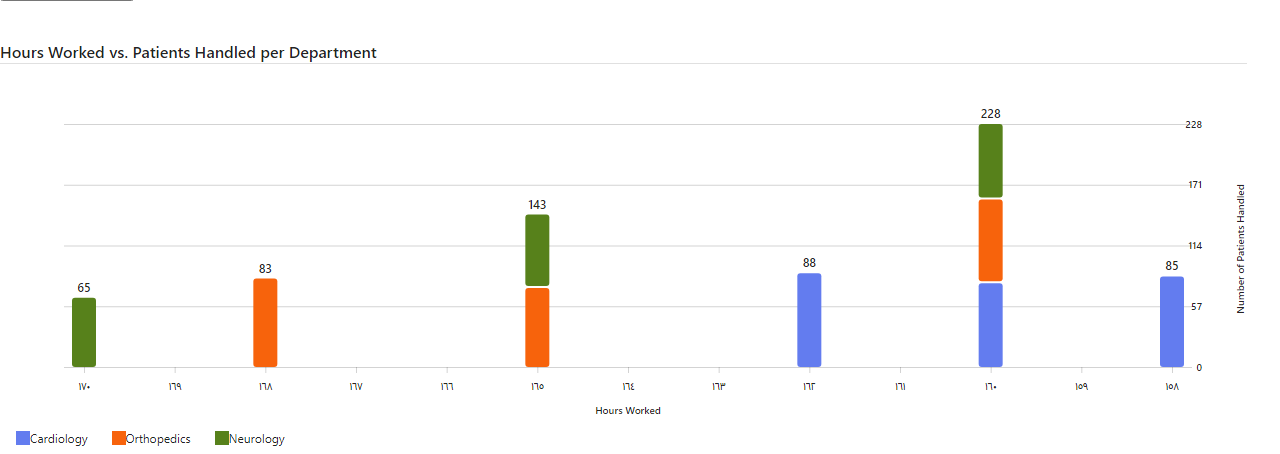 Hours Worked vs. Patients Handled per Department
228
228
171
143
114
88
85
83
65
57
0
Number of Patients Handled
١٧٠ ١٦٩ ١٦٨ ١٦٧ ١٦٦ ١٦٥ ١٦٤ ١٦٣ ١٦٢ ١٦١ ١٦٠ ١٥٩ ١٥٨
Hours Worked
Cardiology Orthopedics Neurology